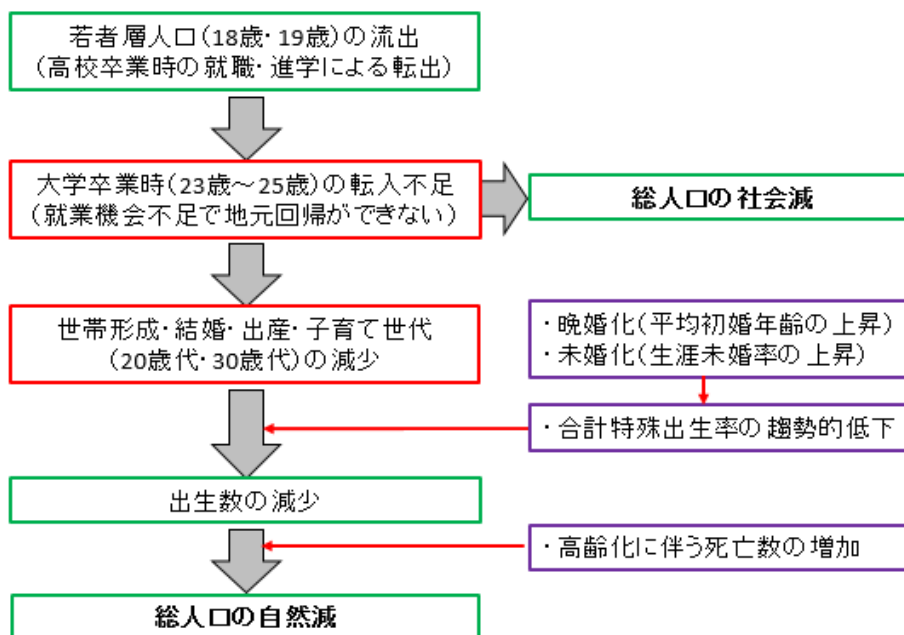 若者層人口(18歳・19歳)の流出
(高校卒業時の就職・進学による転出)
大学卒業時(23歳～25歳)の転入不足
(就業機会不足で地元回帰ができない)
総人口の社会減
世帯形成・結婚・出産・子育て世代
(20歳代・30歳代)の減少
・晩婚化(平均初婚年齢の上昇)
・未婚化(生涯未婚率の上昇)
・合計特殊出生率の趨勢的低下
出生数の減少
・高齢化に伴う死亡数の増加
総人口の自然減